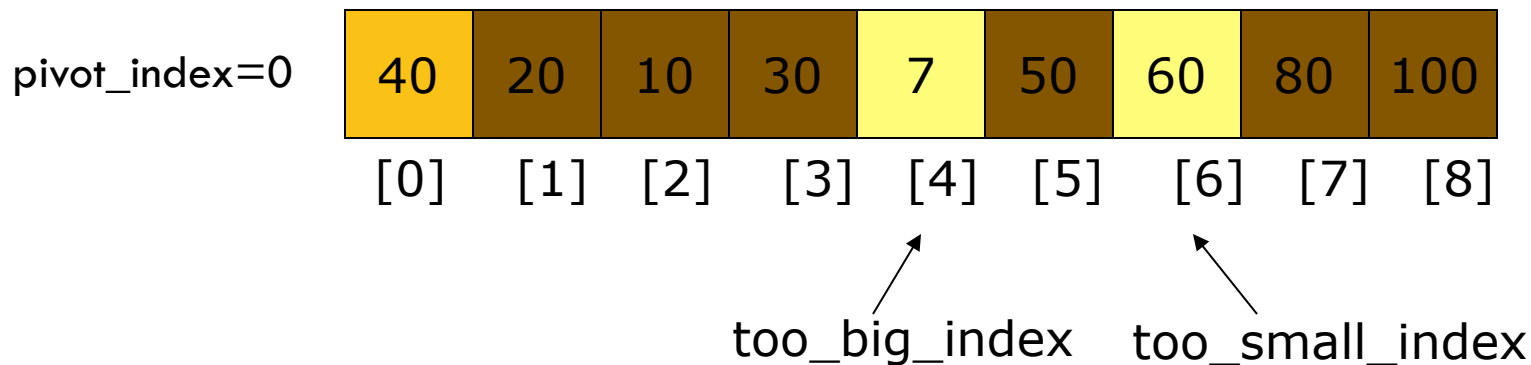 pivot_index=0 40 20 10 30 7 50 60 80 100
[0] [1] [2] [3] [4] [5] [6] [7] [8]
too_big_index too_small_index